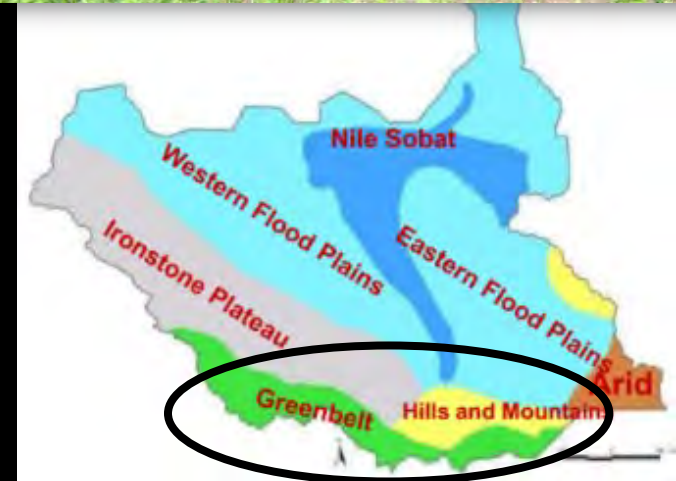 Nile Sobat
Western Flood Plains
Eastern Flood Plains
Ironstone Plateau
Arid
Greenbelt
Hills and Mountains